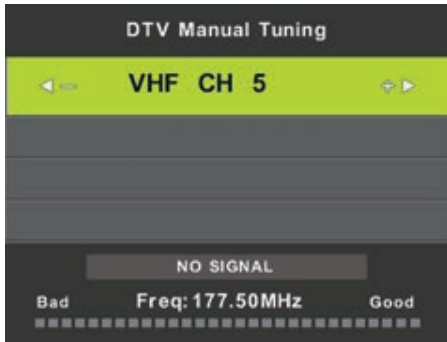 DTV Manual Tuning
VHF CH 5
NO SIGNAL
Bad Freq:177.50MHz Good